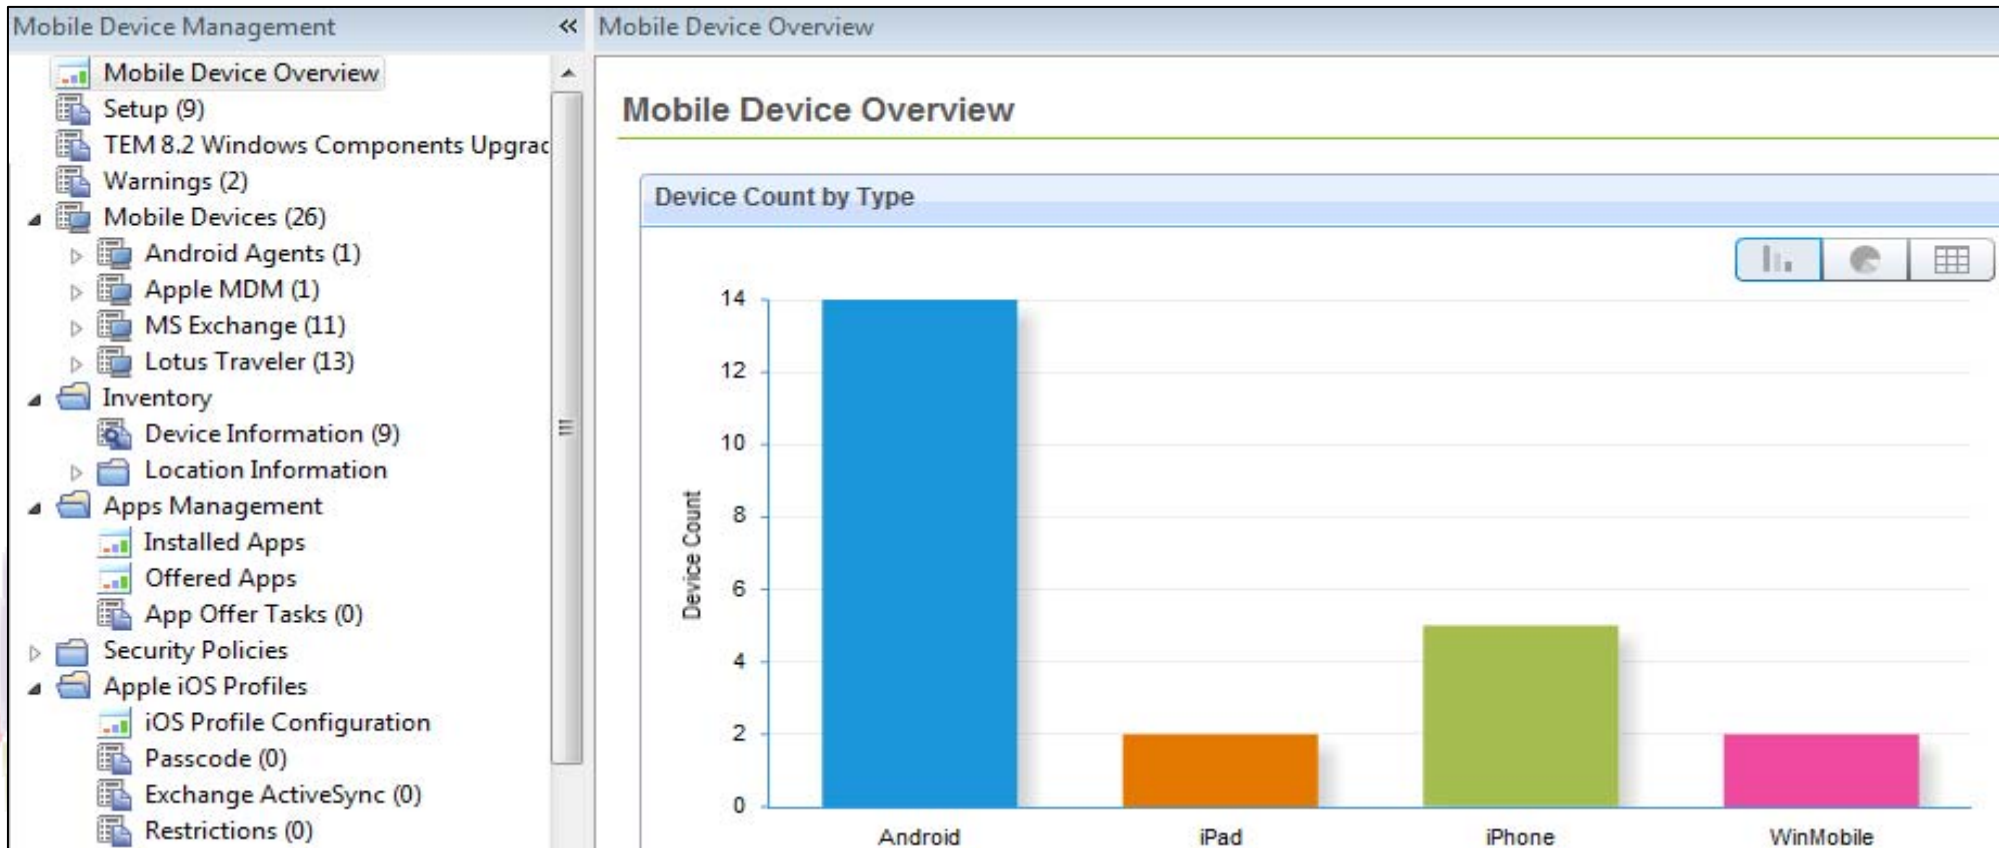 Mobile Device Management «
Mobile Device Overview
Setup (9)
TEM 8.2 Windows Components Upgrad
Warnings (2)
Mobile Devices (26)
Android Agents (1)
Apple MDM (1)
MS Exchange (11)
Lotus Traveler (13)
Inventory
Device Information (9)
Location Information
Apps Management
Installed Apps
Offered Apps
App Offer Tasks (0)
Security Policies
Apple iOS Profiles
iOS Profile Configuration
Passcode (0)
Exchange ActiveSync (0)
Restrictions (0)
Mobile Device Overview
Mobile Device Overview
Device Count by Type
Device Count
14
12
10
8
6
4
2
0
Android iPad iPhone WinMobile